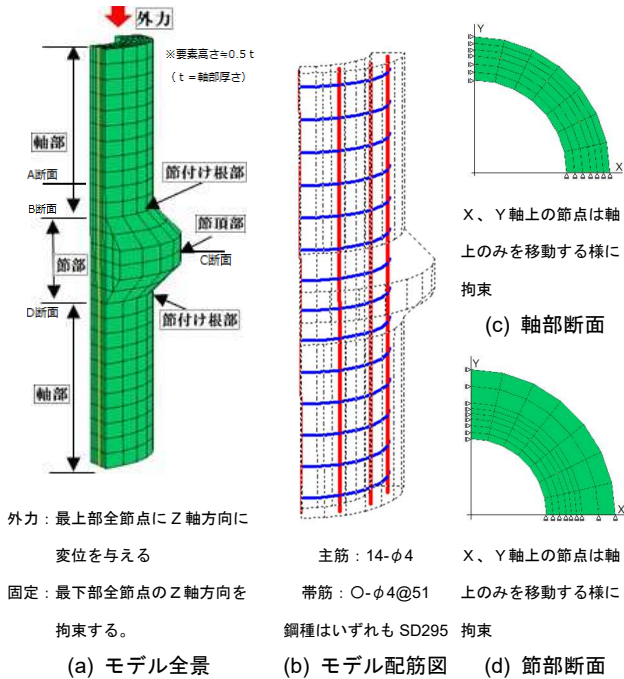 外力
※要素高さ≒0.5 t
（t＝軸部厚さ）
軸部
A断面
節付け根部
B断面
節頂部
節部
C断面
D断面
節付け根部
軸部
外力：最上部全節点にZ軸方向に
変位を与える
固定：最下部全節点のZ軸方向を
拘束する。
(a) モデル全景
主筋：14-φ4
帯筋：○-φ4@51
鋼種はいずれも SD295
(b) モデル配筋図
Y
X
X、Y軸上の節点は軸
上のみを移動する様に
拘束
(c) 軸部断面
Y
X
X、Y軸上の節点は軸
上のみを移動する様に
拘束
(d) 節部断面